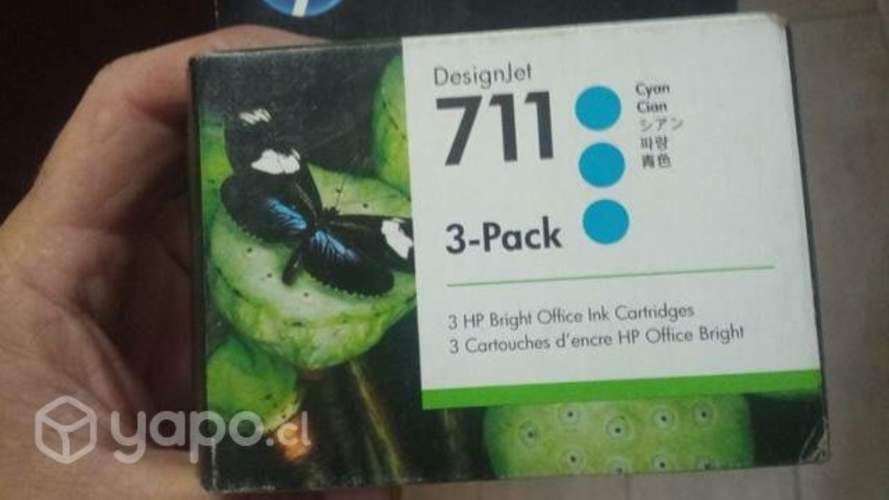 DesignJet
711
Cyan
Cian
シアン
파랑
青色
3-Pack
3 HP Bright Office Ink Cartridges
3 Cartouches d'encre HP Office Bright
yapo.cl